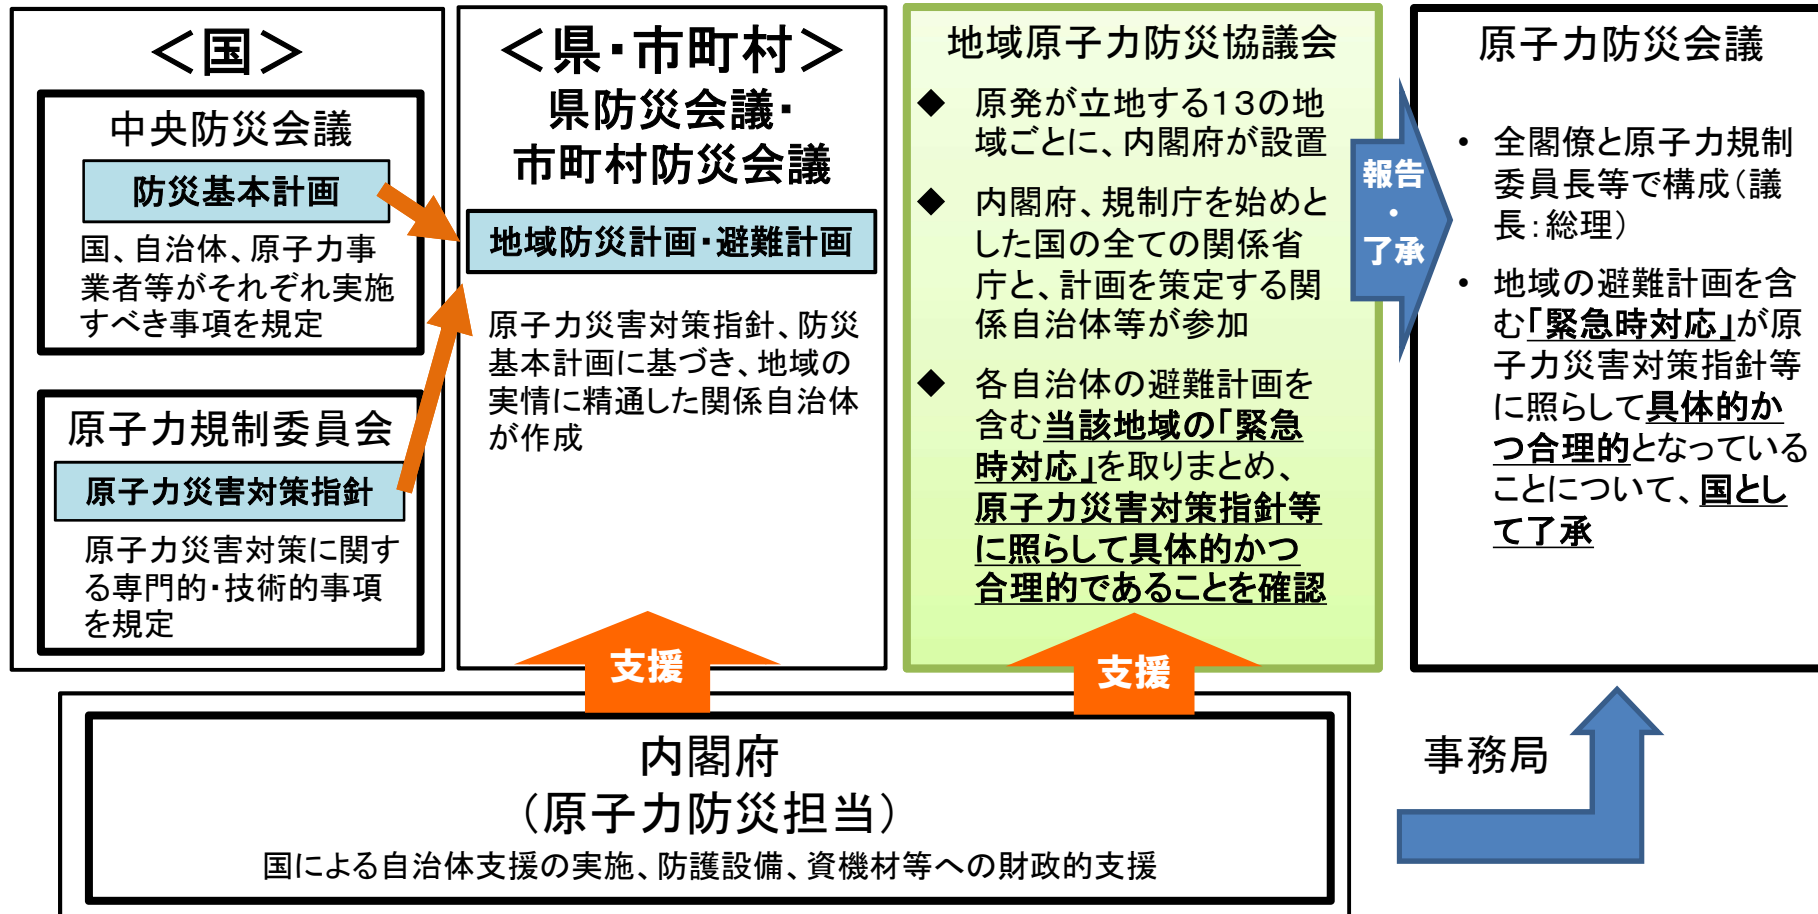 ＜国＞
中央防災会議
防災基本計画
国、自治体、原子力事
業者等がそれぞれ実施
すべき事項を規定
原子力規制委員会
原子力災害対策指針
原子力災害対策に関す
る専門的・技術的事項
を規定
＜県・市町村＞
県防災会議・
市町村防災会議
地域防災計画・避難計画
原子力災害対策指針、防災
基本計画に基づき、地域の
実情に精通した関係自治体
が作成
支援
地域原子力防災協議会
◆ 原発が立地する１３の地
域ごとに、内閣府が設置
◆ 内閣府、規制庁を始めと
した国の全ての関係省
庁と、計画を策定する関
係自治体等が参加
◆ 各自治体の避難計画を
含む当該地域の「緊急
時対応」を取りまとめ、
原子力災害対策指針等
に照らして具体的かつ
合理的であることを確認
支援
報告
・
了承
原子力防災会議
・ 全閣僚と原子力規制
委員長等で構成（議
長：総理）
・ 地域の避難計画を含
む「緊急時対応」が原
子力災害対策指針等
に照らして具体的か
つ合理的となっている
ことについて、国とし
て了承
内閣府
（原子力防災担当）
国による自治体支援の実施、防護設備、資機材等への財政的支援
事務局